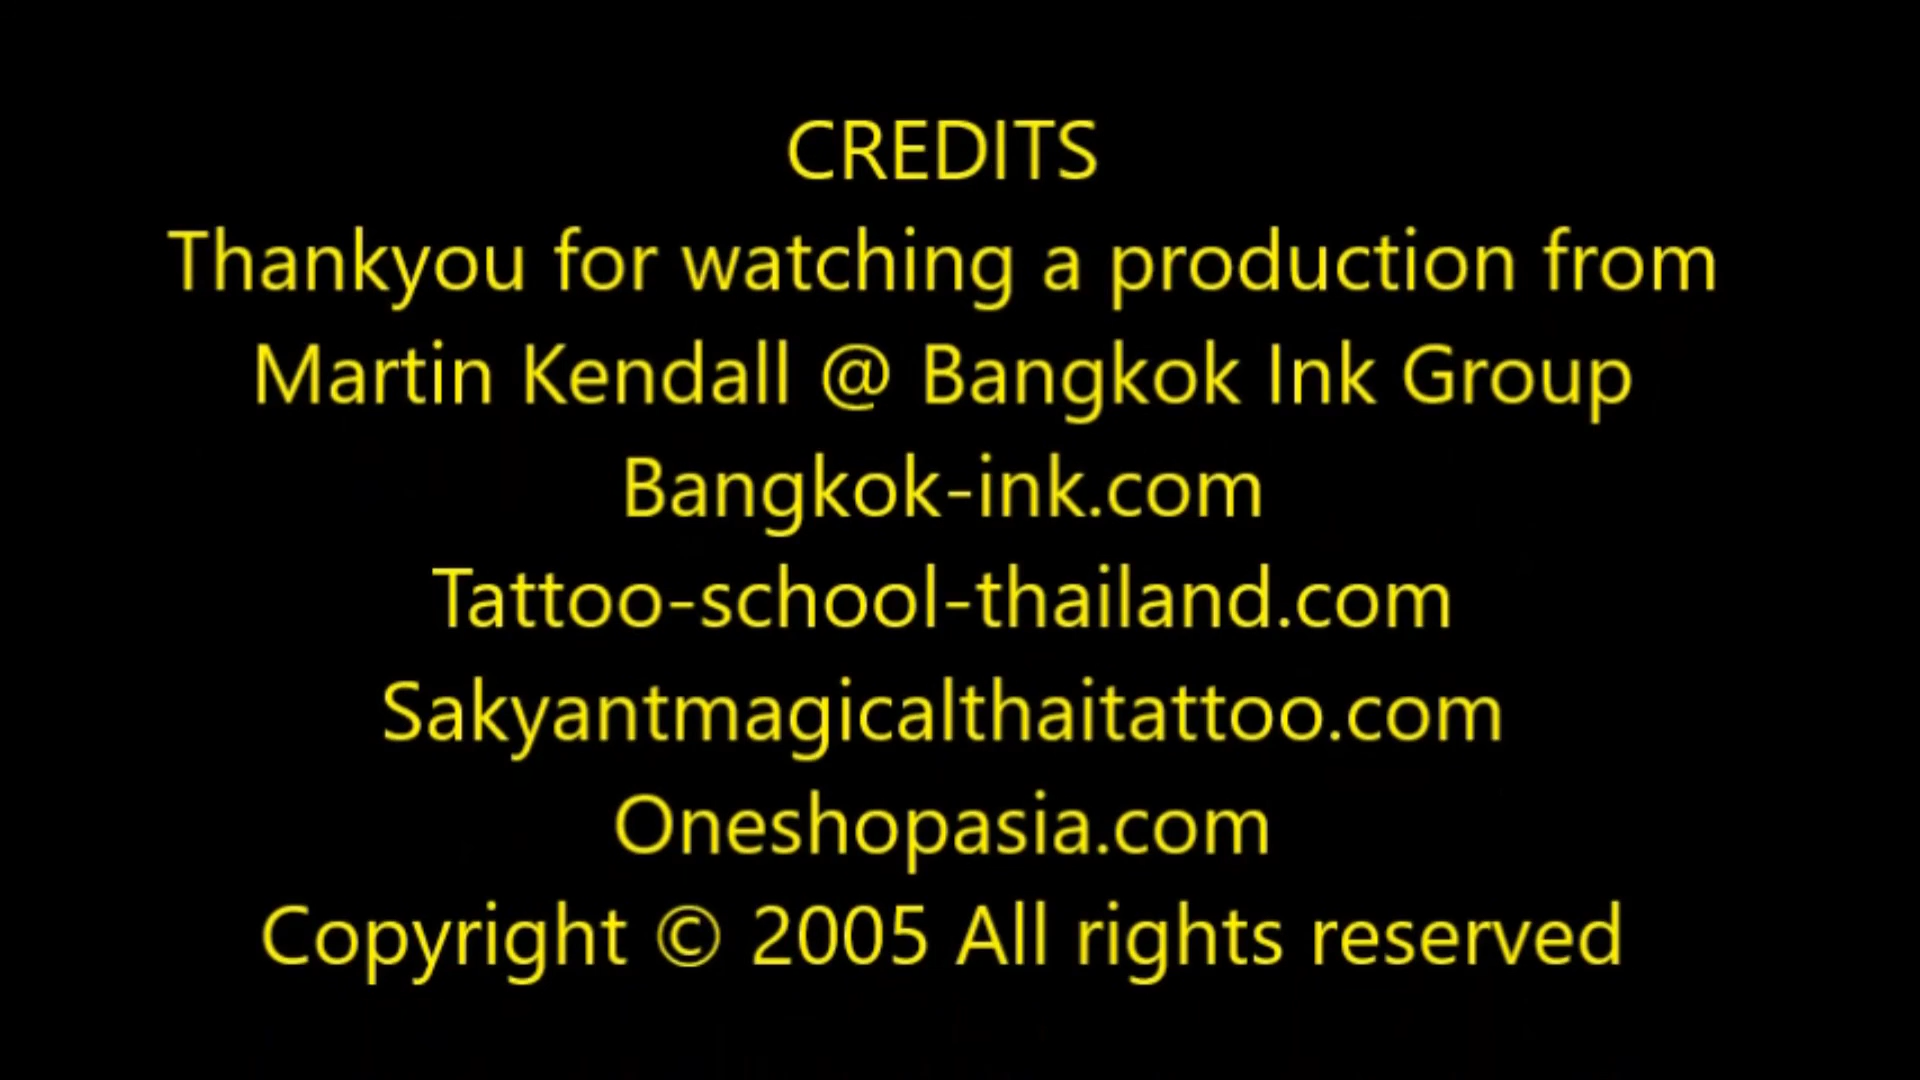 CREDITS
Thankyou for watching a production from
Martin Kendall @ Bangkok Ink Group
Bangkok-ink.com
Tattoo-school-thailand.com
Sakyantmagicalthaitattoo.com
Oneshopasia.com
Copyright © 2005 All rights reserved